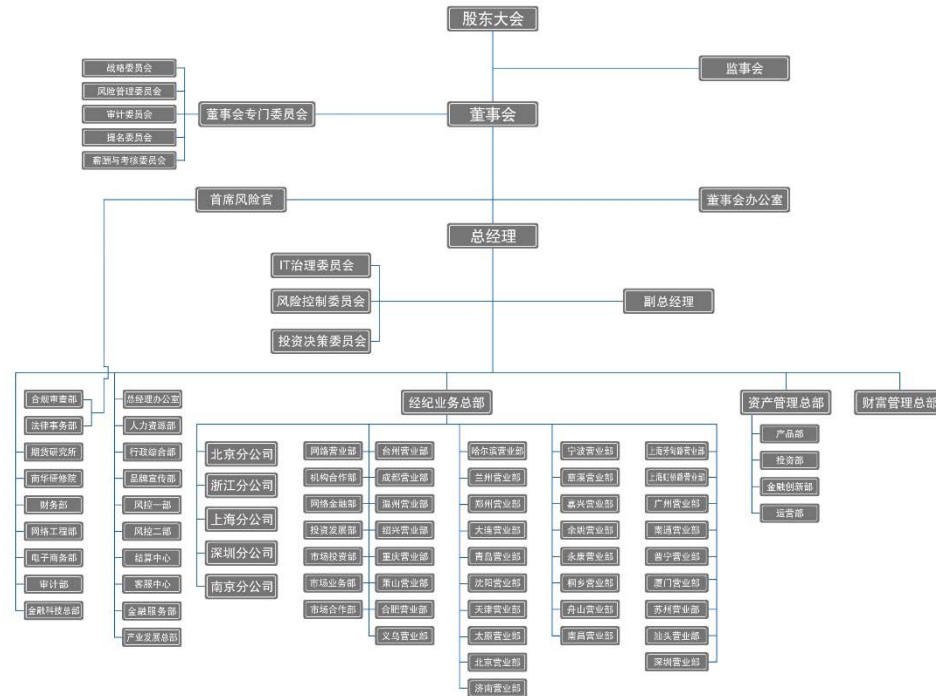 股东大会
监事会
战略委员会
风险管理委员会
审计委员会
提名委员会
薪酬与考核委员会
董事会专门委员会
董事会
首席风险官
董事会办公室
总经理
IT治理委员会
风险控制委员会
投资决策委员会
副总经理
合规审查部
法律事务部
期货研究所
南华研修院
财务部
网络工程部
电子商务部
审计部
金融科技总部
总经理办公室
人力资源部
行政综合部
品牌宣传部
风控一部
风控二部
结算中心
客服中心
金融服务部
产业发展总部
经纪业务总部
北京分公司
浙江分公司
上海分公司
深圳分公司
南京分公司
网络营业部
机构合作部
网络金融部
投资发展部
市场投资部
市场业务部
市场合作部
台州营业部
成都营业部
温州营业部
绍兴营业部
重庆营业部
萧山营业部
合肥营业部
义乌营业部
哈尔滨营业部
兰州营业部
郑州营业部
大连营业部
青岛营业部
沈阳营业部
天津营业部
太原营业部
北京营业部
济南营业部
宁波营业部
慈溪营业部
嘉兴营业部
余姚营业部
永康营业部
桐乡营业部
舟山营业部
南昌营业部
上海芳甸路营业部
上海虹桥路营业部
广州营业部
南通营业部
普宁营业部
厦门营业部
苏州营业部
汕头营业部
深圳营业部
资产管理总部
产品部
投资部
金融创新部
运营部
财富管理总部